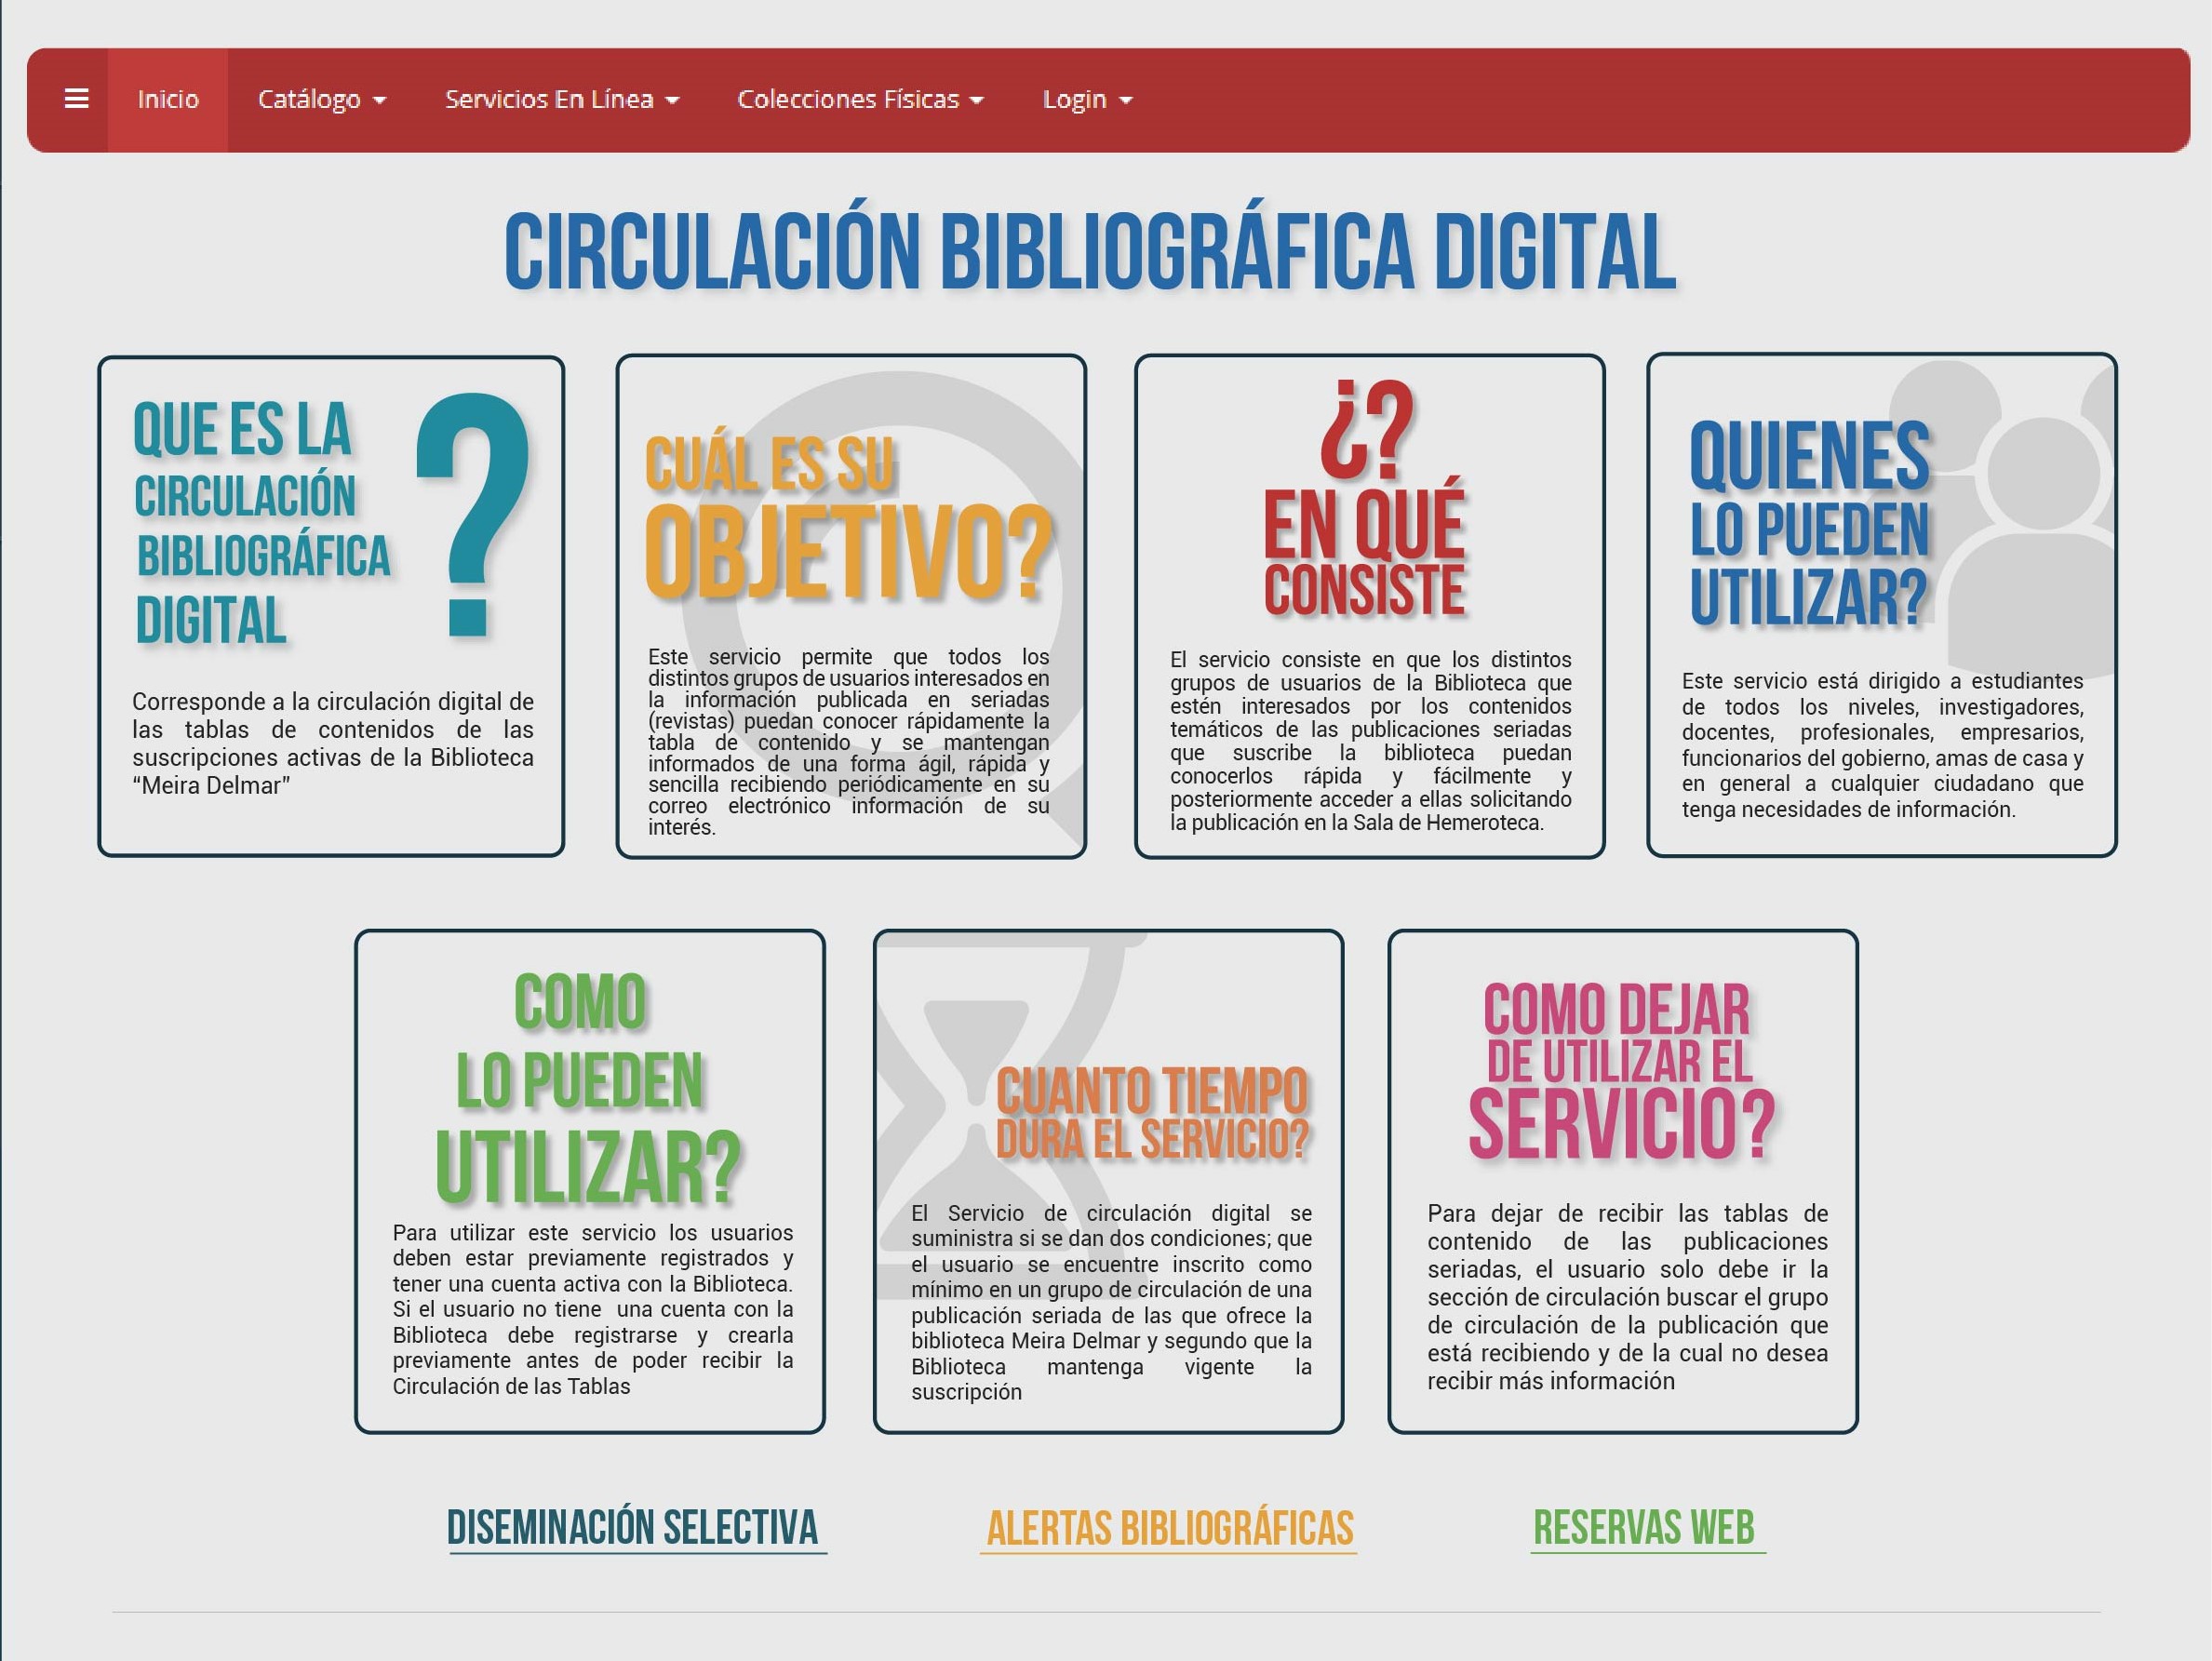 Inicio Catálogo Servicios En Línea Colecciones Físicas Login
CIRCULACIÓN BIBLIOGRÁFICA DIGITAL
QUE ES LA
CIRCULACIÓN
BIBLIOGRÁFICA
DIGITAL
?
Corresponde a la circulación digital de
las tablas de contenidos de las
suscripciones activas de la Biblioteca
“Meira Delmar”
CUÁL ES SU
OBJETIVO?
Este servicio permite que todos los
distintos grupos de usuarios interesados en
la información publicada en seriadas
(revistas) puedan conocer rápidamente la
tabla de contenido y se mantengan
informados de una forma ágil, rápida y
sencilla recibiendo periódicamente en su
correo electrónico información de su
interés.
¿?
EN QUÉ
CONSISTE
El servicio consiste en que los distintos
grupos de usuarios de la Biblioteca que
estén interesados por los contenidos
temáticos de las publicaciones seriadas
que suscribe la biblioteca puedan
conocerlos rápida y fácilmente y
posteriormente acceder a ellas solicitando
la publicación en la Sala de Hemeroteca.
QUIENES
LO PUEDEN
UTILIZAR?
Este servicio está dirigido a estudiantes
de todos los niveles, investigadores,
docentes, profesionales, empresarios,
funcionarios del gobierno, amas de casa y
en general a cualquier ciudadano que
tenga necesidades de información.
COMO
LO PUEDEN
UTILIZAR?
Para utilizar este servicio los usuarios
deben estar previamente registrados y
tener una cuenta activa con la Biblioteca.
Si el usuario no tiene una cuenta con la
Biblioteca debe registrarse y crearla
previamente antes de poder recibir la
Circulación de las Tablas
CUANTO TIEMPO
DURA EL SERVICIO?
El Servicio de circulación digital se
suministra si se dan dos condiciones; que
el usuario se encuentre inscrito como
mínimo en un grupo de circulación de una
publicación seriada de las que ofrece la
biblioteca Meira Delmar y segundo que la
Biblioteca mantenga vigente la
suscripción
COMO DEJAR
DE UTILIZAR EL
SERVICIO?
Para dejar de recibir las tablas de
contenido de las publicaciones
seriadas, el usuario solo debe ir la
sección de circulación buscar el grupo
de circulación de la publicación que
está recibiendo y de la cual no desea
recibir más información
DISEMINACIÓN SELECTIVA
ALERTAS BIBLIOGRÁFICAS
RESERVAS WEB